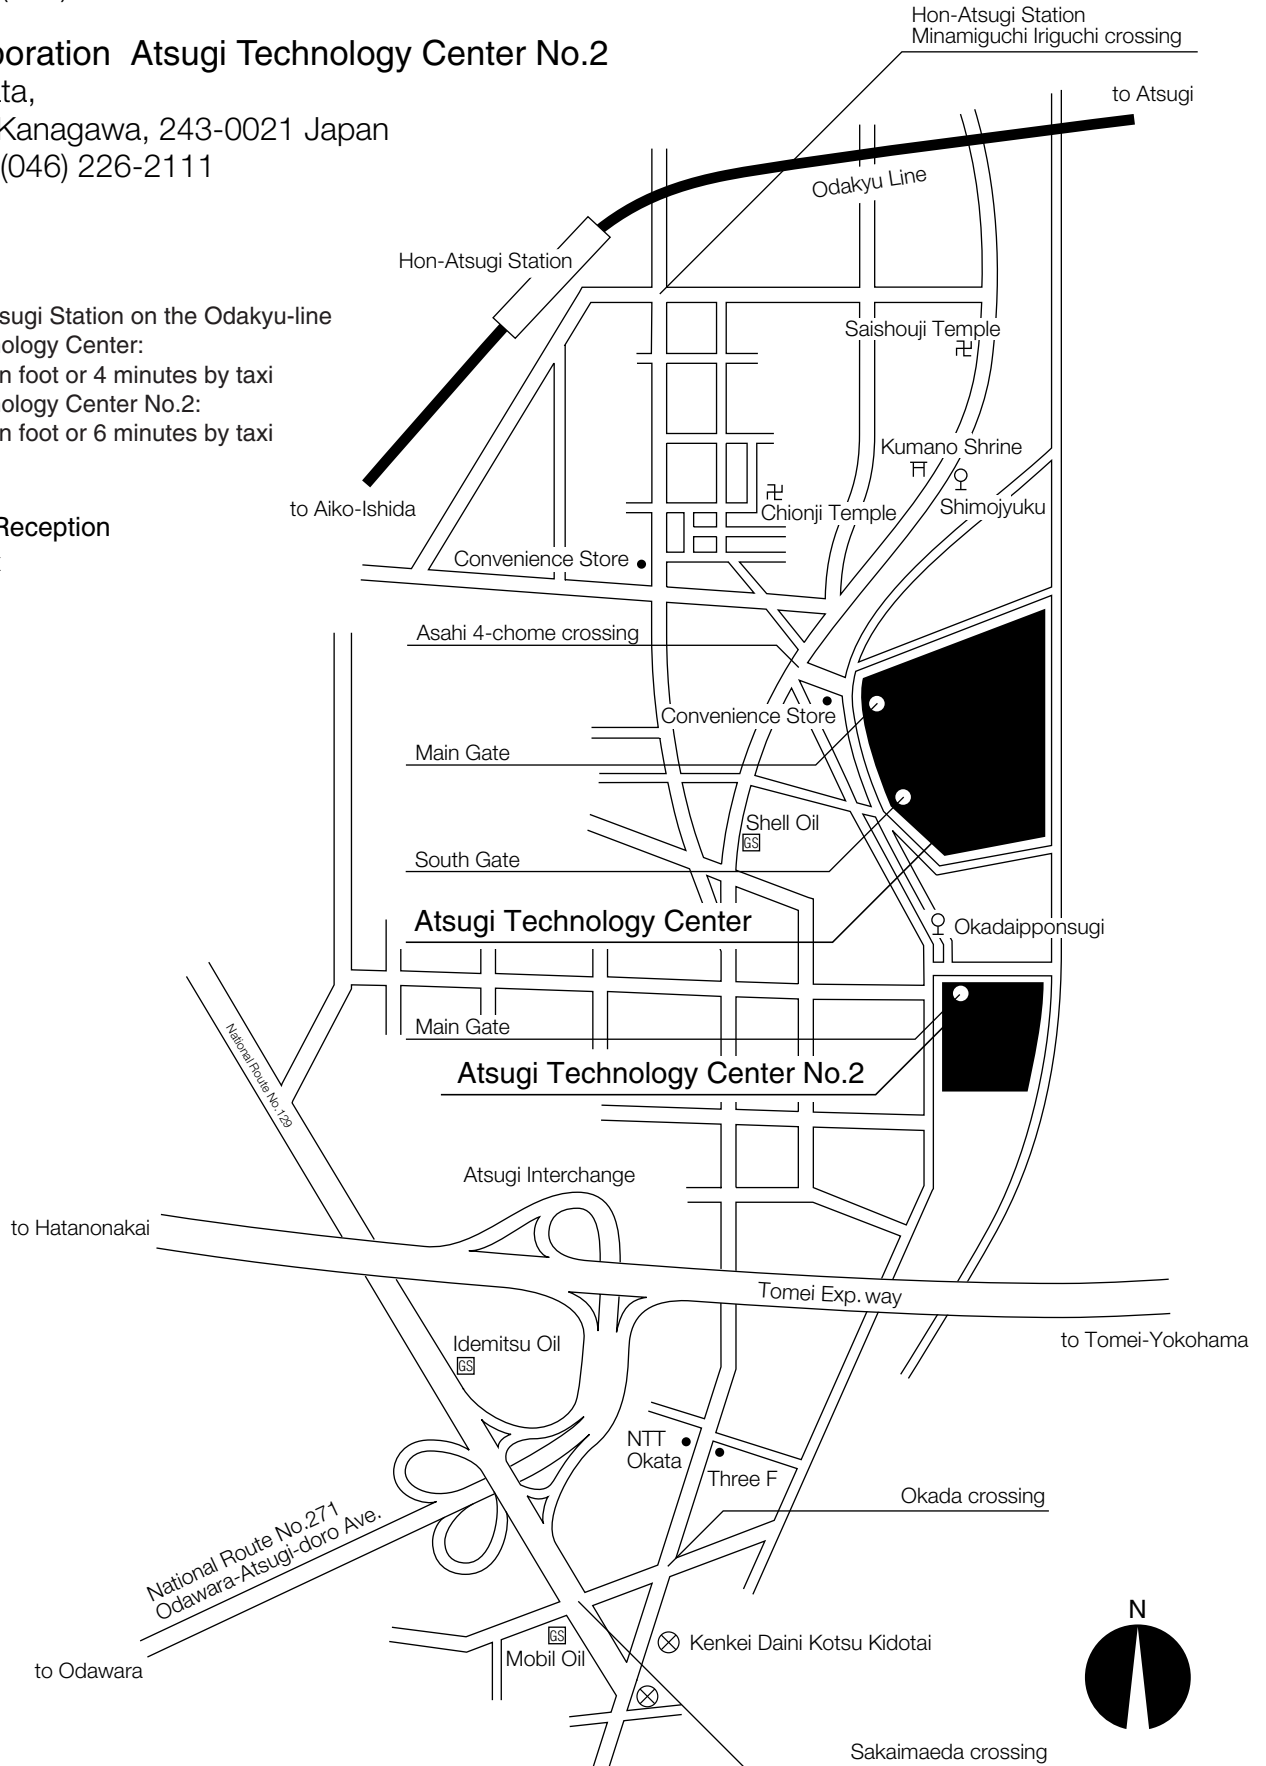 Hon-Atsugi Station
Minamiguchi Iriguchi crossing
poration Atsugi Technology Center No.2
ata,
Kanagawa, 243-0021 Japan
(046) 226-2111
to Atsugi
Odakyu Line
Hon-Atsugi Station
sugi Station on the Odakyu-line
nology Center:
n foot or 4 minutes by taxi
nology Center No.2:
n foot or 6 minutes by taxi
Saishouji Temple
卍
Kumano Shrine
Shimojyuku
卍
Chionji Temple
to Aiko-Ishida
Reception
Convenience Store
Asahi 4-chome crossing
Convenience Store
Main Gate
Shell Oil
GS
South Gate
Atsugi Technology Center
Okadaipponsugi
Main Gate
Atsugi Technology Center No.2
National Route No.129
Atsugi Interchange
to Hatanonakai
Tomei Exp. way
to Tomei-Yokohama
Idemitsu Oil
GS
NTT
Okata
Three F
Okada crossing
National Route No.271
Odawara-Atsugi-doro Ave.
to Odawara
GS
Mobil Oil
Kenkei Daini Kotsu Kidotai
N
Sakaimaeda crossing